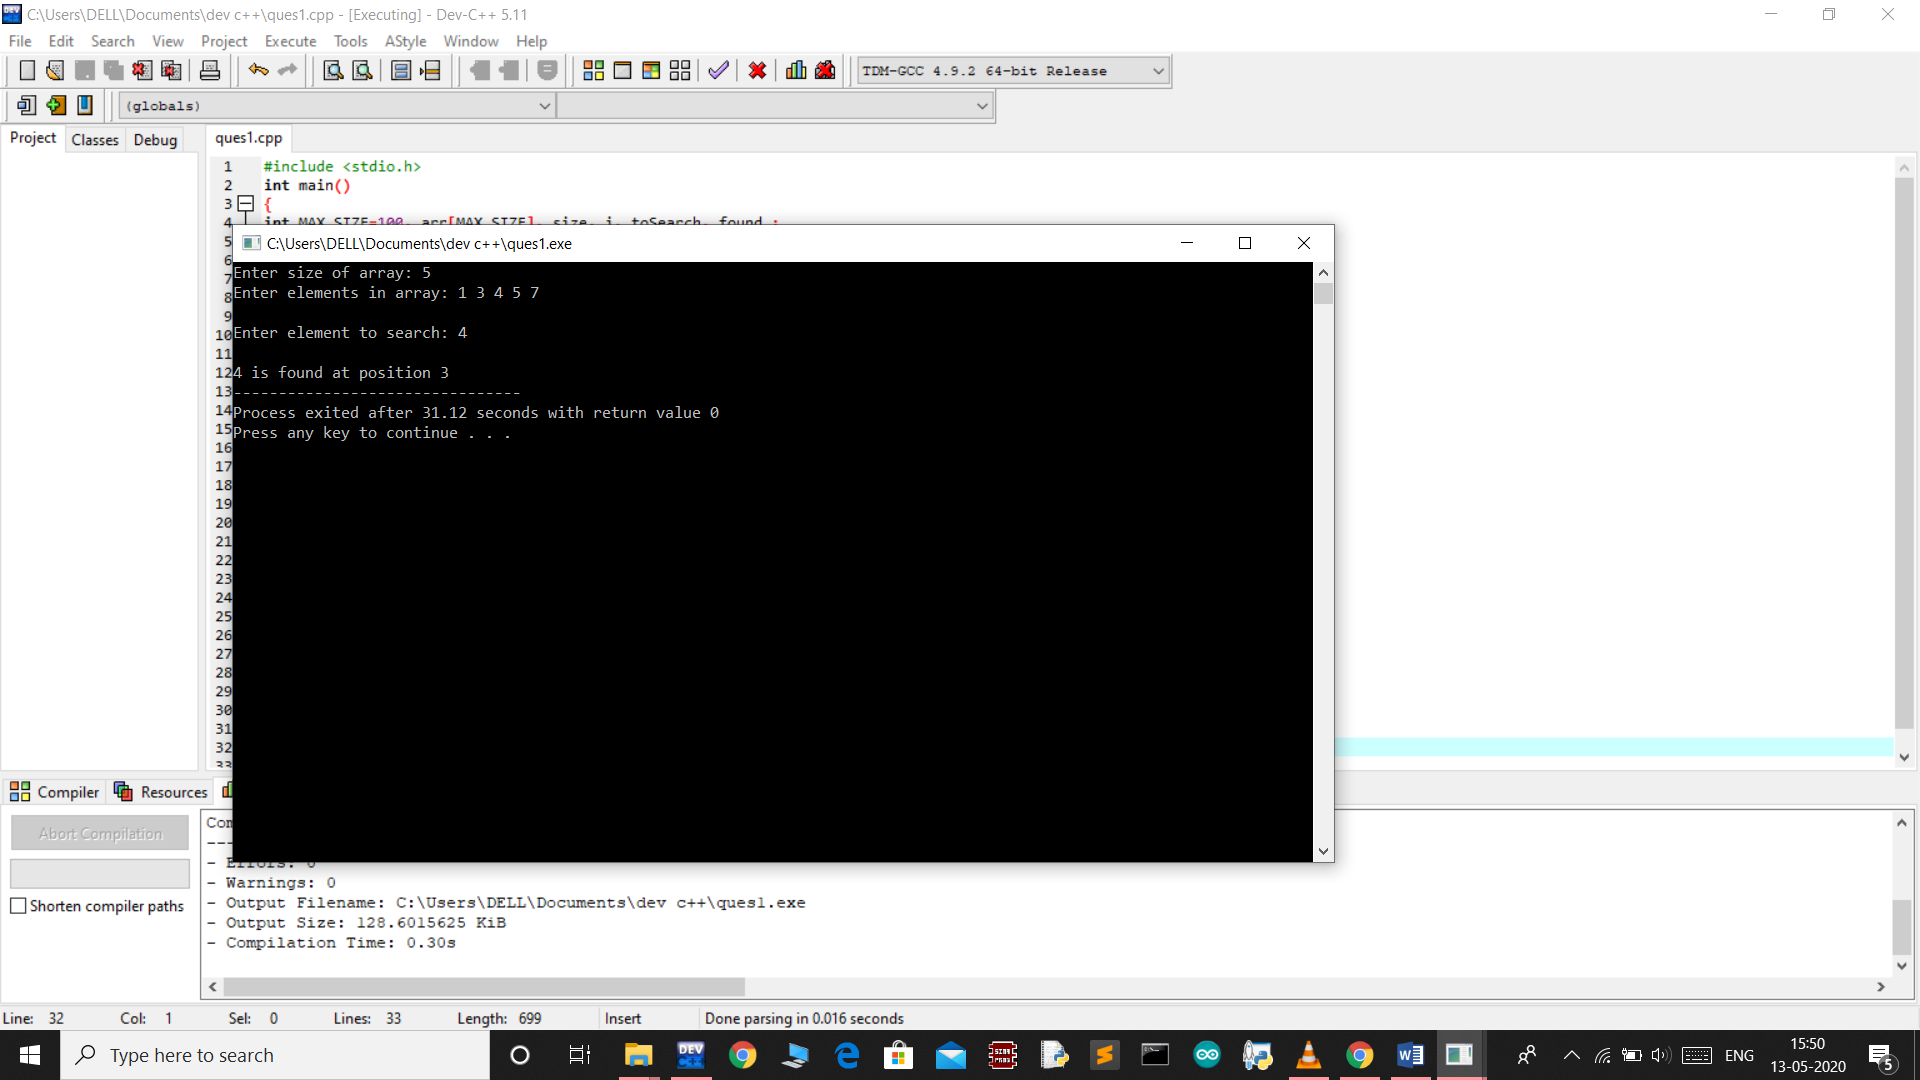 C:\Users\DELL\Documents\dev c++\ques1.cpp - [Executing] - Dev-C++ 5.11
File Edit Search View Project Execute Tools AStyle Window Help
TDM-GCC 4.9.2 64-bit Release
(globals)
Project Classes Debug
ques1.cpp
1 #include <stdio.h>
2 int main()
3 {
4 int MAX_SIZE=100, arr[MAX_SIZE], size, i, toSearch, found ;
5
6
7
8
9
10
11
12
13
14
15
16
17
18
19
20
21
22
23
24
25
26
27
28
29
30
31
32
33
C:\Users\DELL\Documents\dev c++\ques1.exe
Enter size of array: 5
Enter elements in array: 1 3 4 5 7
Enter element to search: 4
4 is found at position 3
--------------------------------
Process exited after 31.12 seconds with return value 0
Press any key to continue . . .
Compiler Resources
Abort Compilation
Shorten compiler paths
Com
- Errors: 0
- Warnings: 0
- Output Filename: C:\Users\DELL\Documents\dev c++\ques1.exe
- Output Size: 128.6015625 KiB
- Compilation Time: 0.30s
Line: 32 Col: 1 Sel: 0 Lines: 33 Length: 699 Insert Done parsing in 0.016 seconds
Type here to search
DEV
ENG
15:50
13-05-2020
5